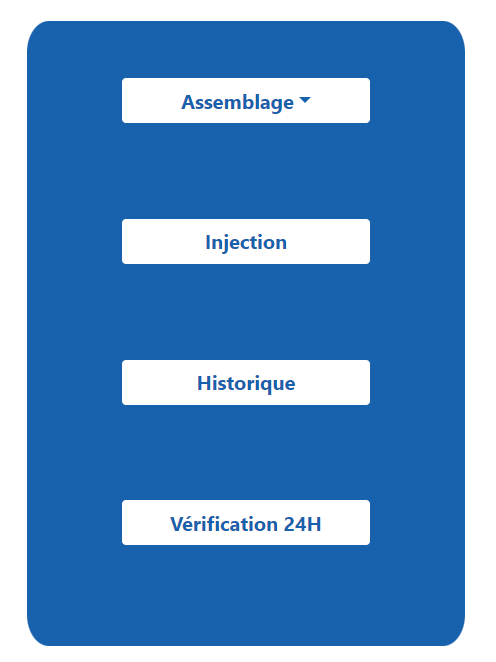 Assemblage
Injection
Historique
Vérification 24H